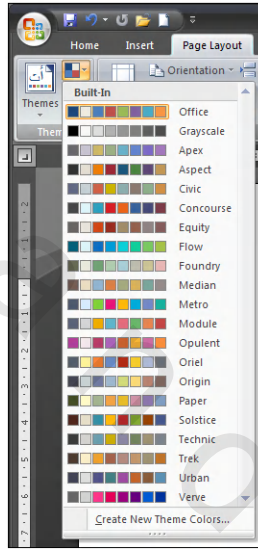 Home Insert Page Layout
Orientation
Themes
Built-In
Office
Grayscale
Apex
Aspect
Civic
Concourse
Equity
Flow
Foundry
Median
Metro
Module
Opulent
Oriel
Origin
Paper
Solstice
Technic
Trek
Urban
Verve
Create New Theme Colors...